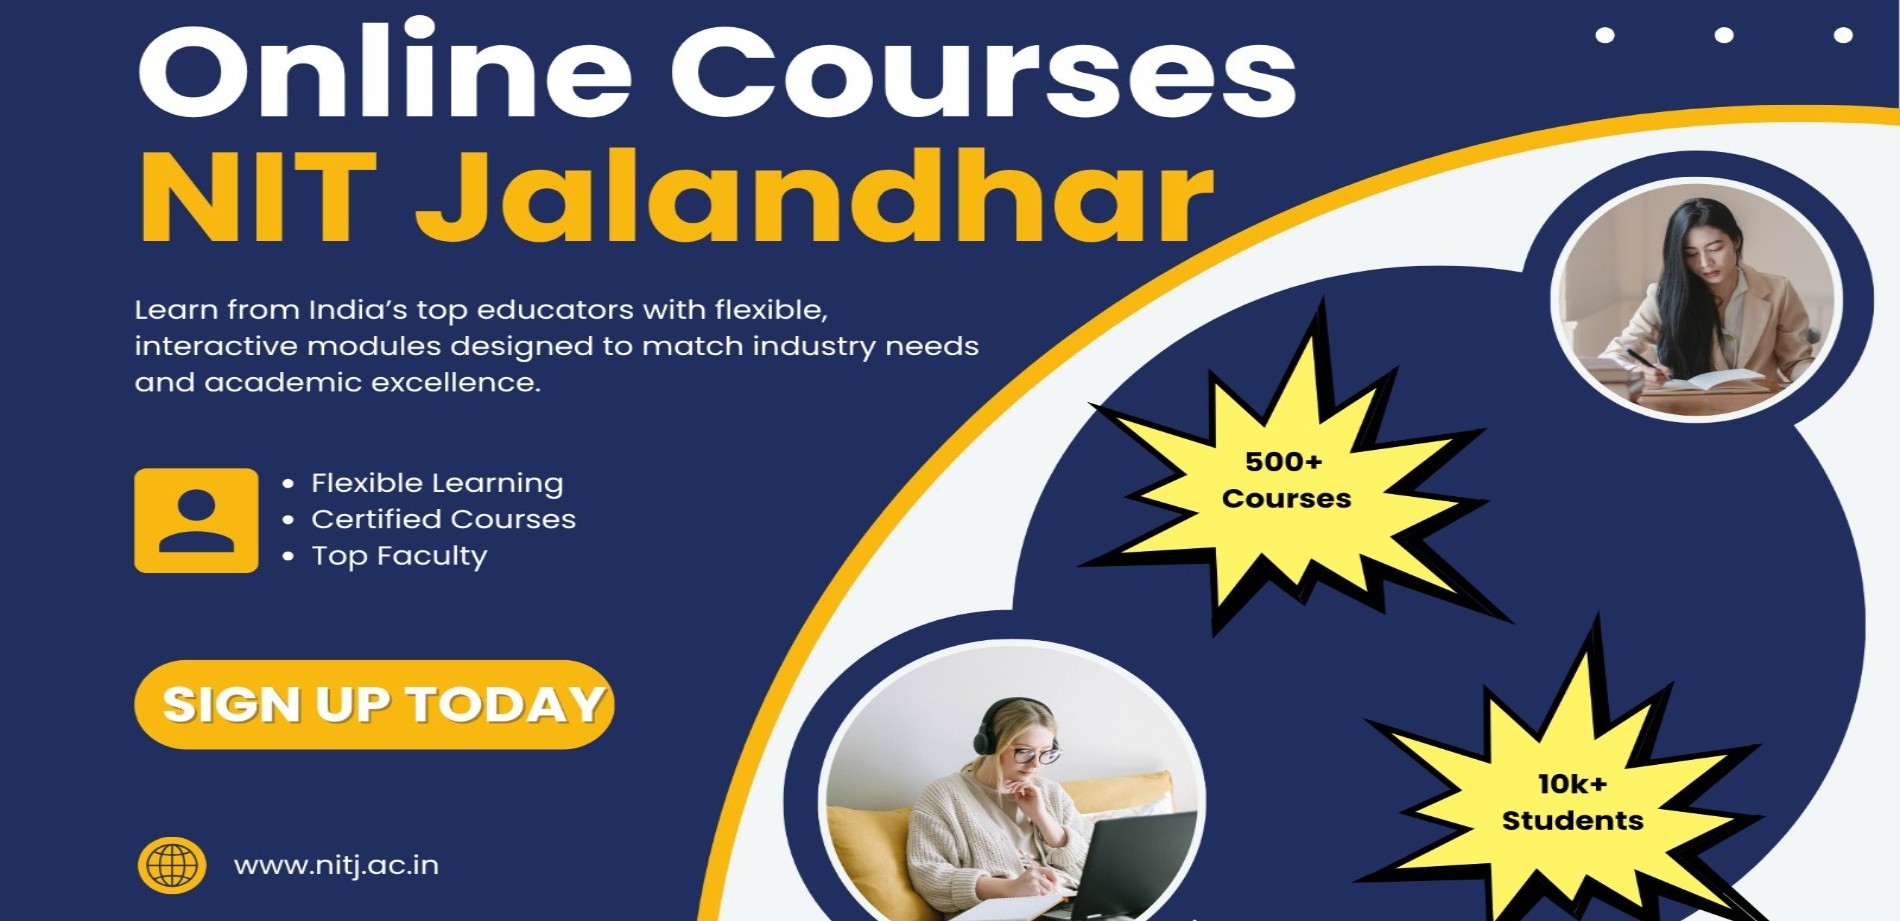 Online Courses
NIT Jalandhar
Learn from India’s top educators with flexible,
interactive modules designed to match industry needs
and academic excellence.
• Flexible Learning
• Certified Courses
• Top Faculty
SIGN UP TODAY
www.nitj.ac.in
500+
Courses
10k+
Students